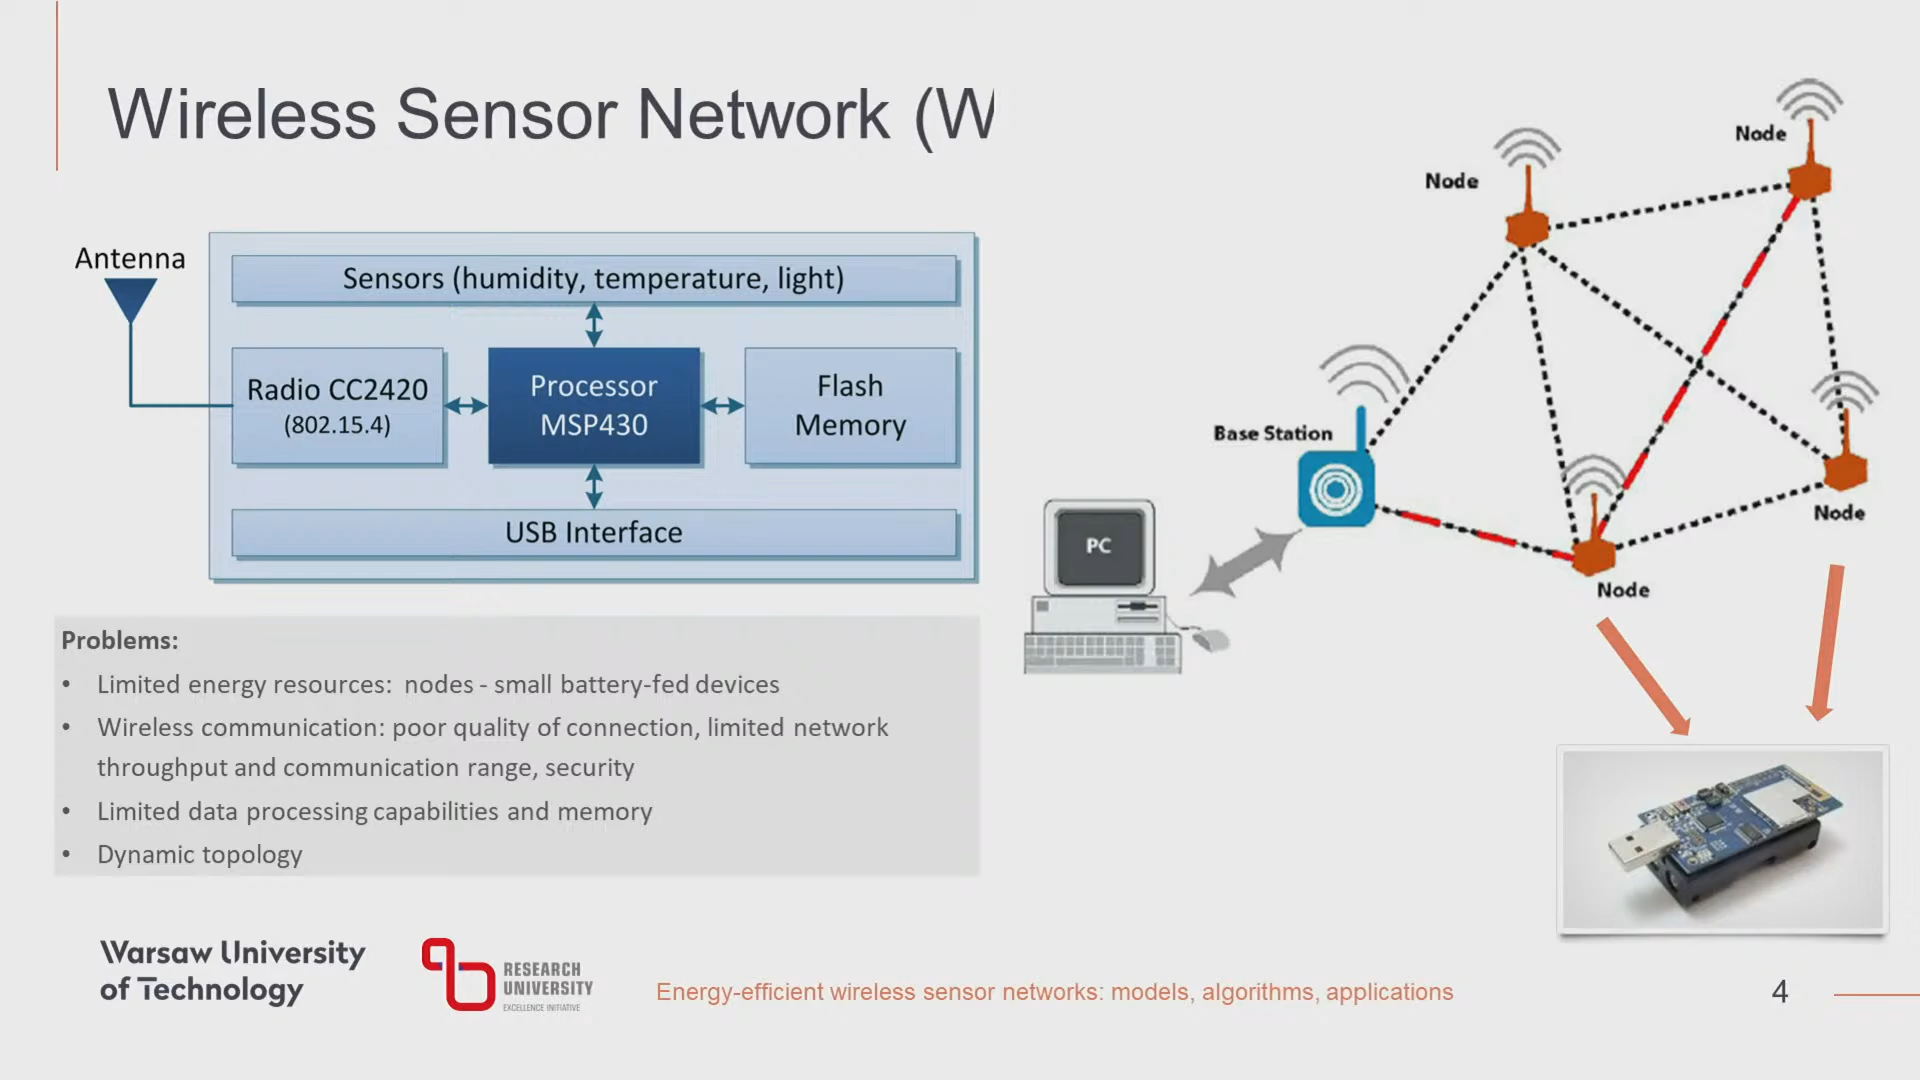 Wireless Sensor Network (W
Antenna
Sensors (humidity, temperature, light)
Radio CC2420
(802.15.4)
Processor
MSP430
Flash
Memory
USB Interface
Problems:
• Limited energy resources: nodes - small battery-fed devices
• Wireless communication: poor quality of connection, limited network
throughput and communication range, security
• Limited data processing capabilities and memory
• Dynamic topology
Node
Node
Base Station
PC
Node
Node
Warsaw University
of Technology
RESEARCH
UNIVERSITY
EXCELLENCE INITIATIVE
Energy-efficient wireless sensor networks: models, algorithms, applications
4